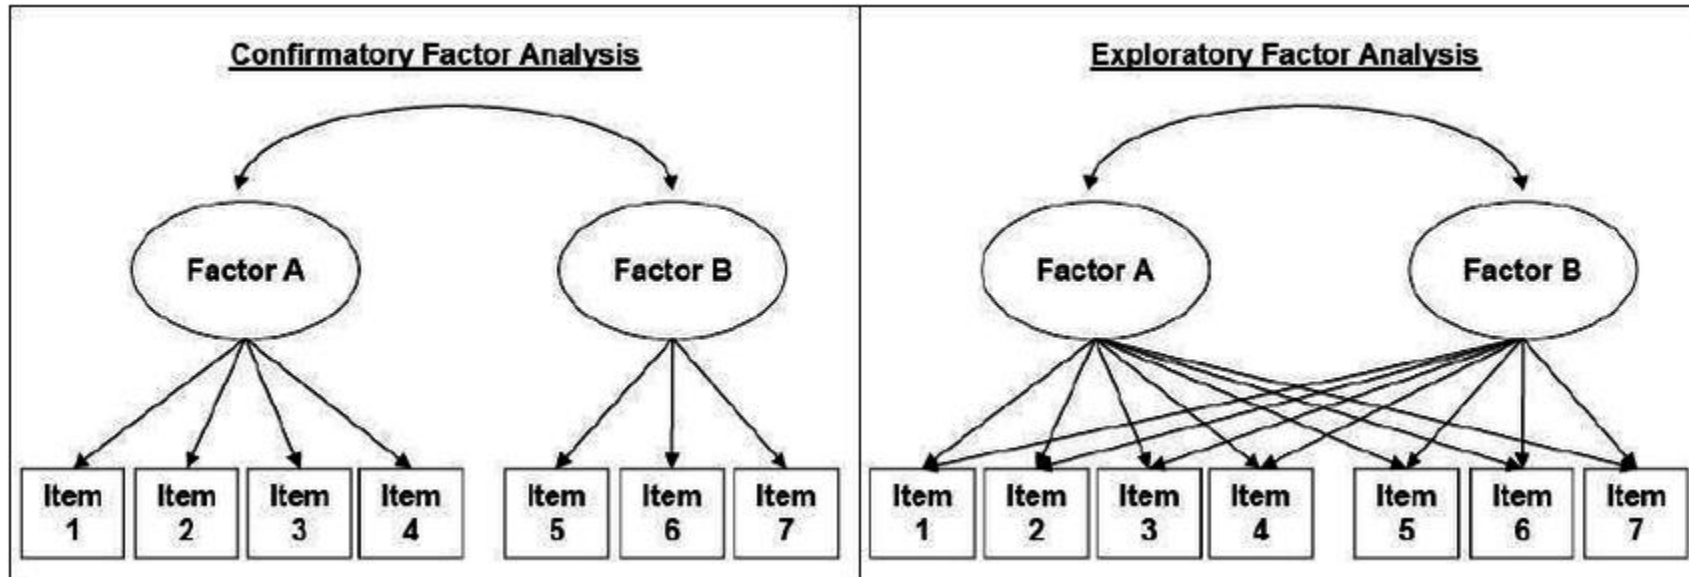 Confirmatory Factor Analysis
Factor A
Factor B
Item 1
Item 2
Item 3
Item 4
Item 5
Item 6
Item 7
Exploratory Factor Analysis
Factor A
Factor B
Item 1
Item 2
Item 3
Item 4
Item 5
Item 6
Item 7